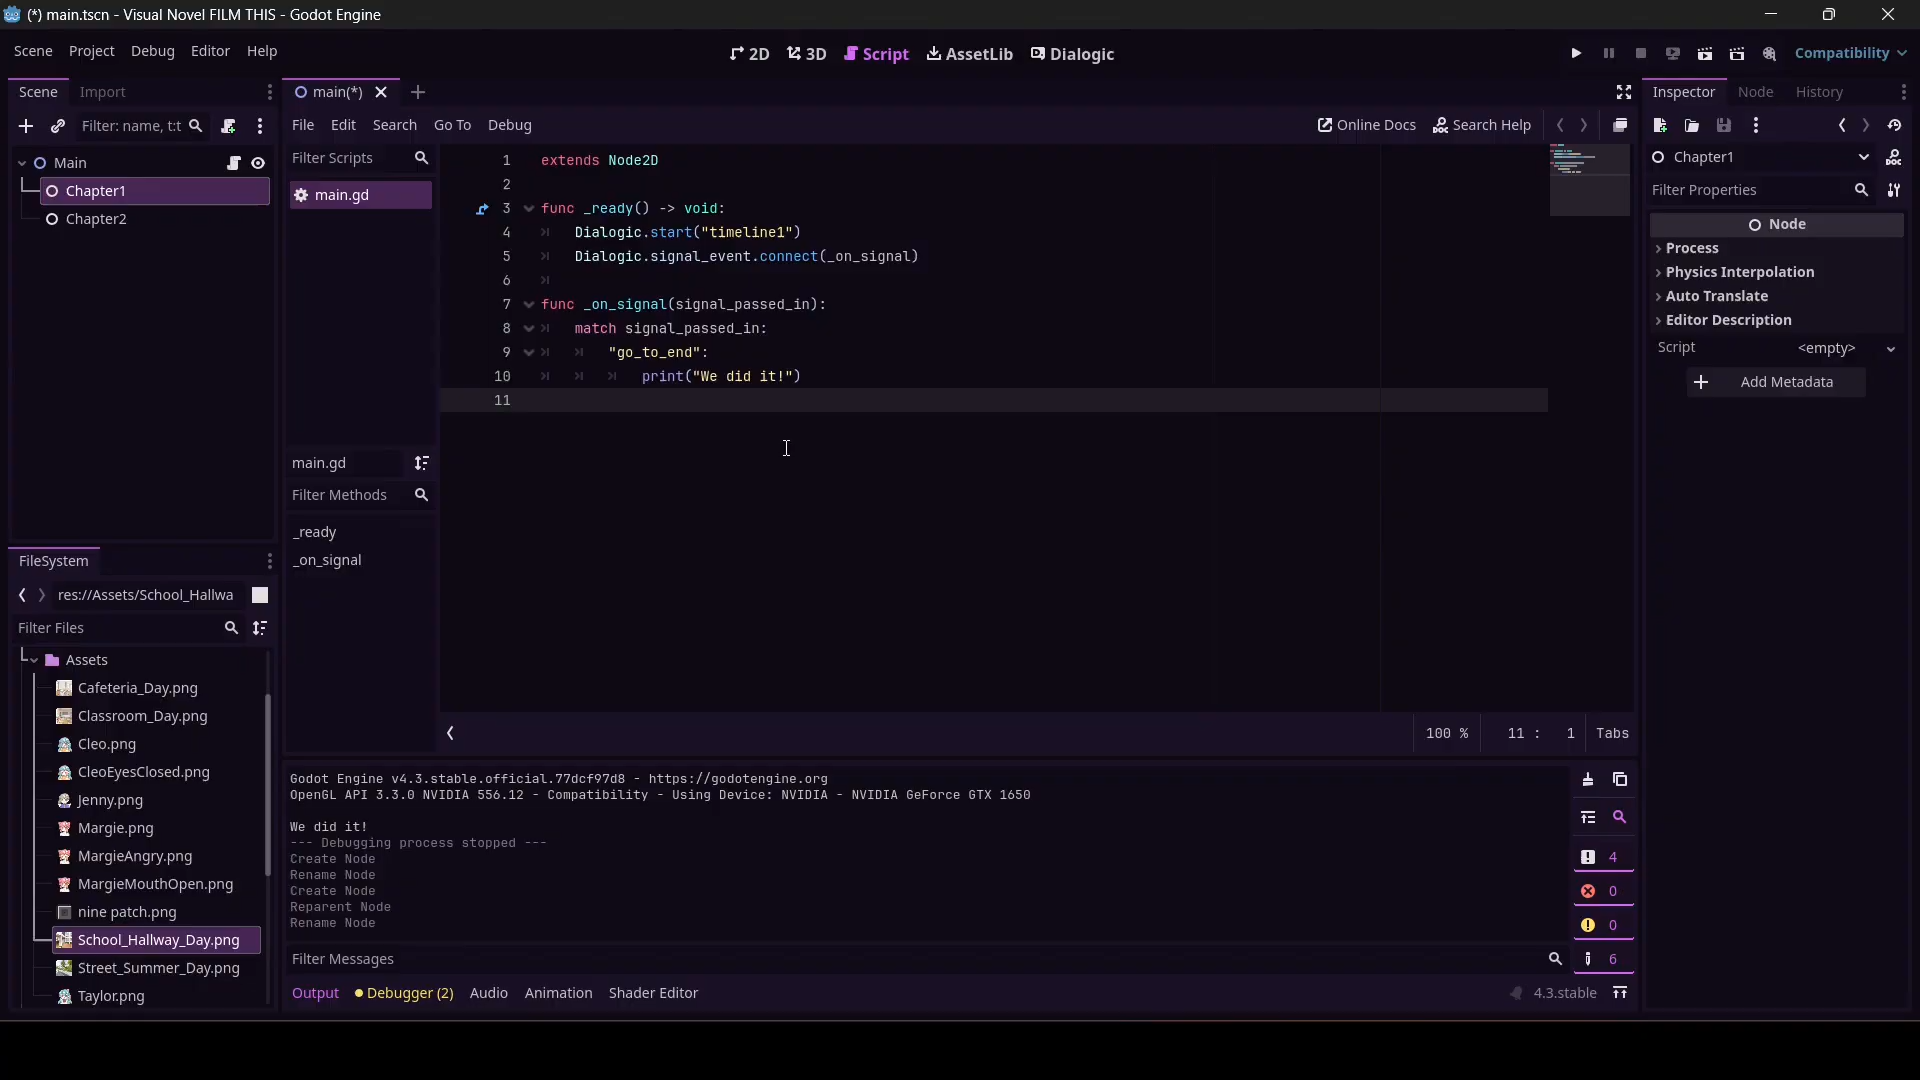 (*) main.tscn - Visual Novel FILM THIS - Godot Engine
Scene Project Debug Editor Help
2D 3D Script AssetLib Dialogic
Compatibility
Scene Import
Filter: name, t:t
Main
Chapter1
Chapter2
main(*)
File Edit Search Go To Debug
Online Docs Search Help
Filter Scripts
main.gd
main.gd
Filter Methods
_ready
_on_signal
1 extends Node2D
2
3 func _ready() -> void:
4 Dialogic.start("timeline1")
5 Dialogic.signal_event.connect(_on_signal)
6
7 func _on_signal(signal_passed_in):
8 match signal_passed_in:
9 "go_to_end":
10 print("We did it!")
11
100 % 11 : 1 Tabs
FileSystem
res://Assets/School_Hallwa
Filter Files
Assets
Cafeteria_Day.png
Classroom_Day.png
Cleo.png
CleoEyesClosed.png
Jenny.png
Margie.png
MargieAngry.png
MargieMouthOpen.png
nine patch.png
School_Hallway_Day.png
Street_Summer_Day.png
Taylor.png
Godot Engine v4.3.stable.official.77dcf97d8 - https://godotengine.org
OpenGL API 3.3.0 NVIDIA 556.12 - Compatibility - Using Device: NVIDIA - NVIDIA GeForce GTX 1650
We did it!
--- Debugging process stopped ---
Create Node
Rename Node
Create Node
Reparent Node
Rename Node
4
0
0
6
Filter Messages
Output Debugger (2) Audio Animation Shader Editor
4.3.stable
Inspector Node History
Chapter1
Filter Properties
Node
Process
Physics Interpolation
Auto Translate
Editor Description
Script <empty>
Add Metadata